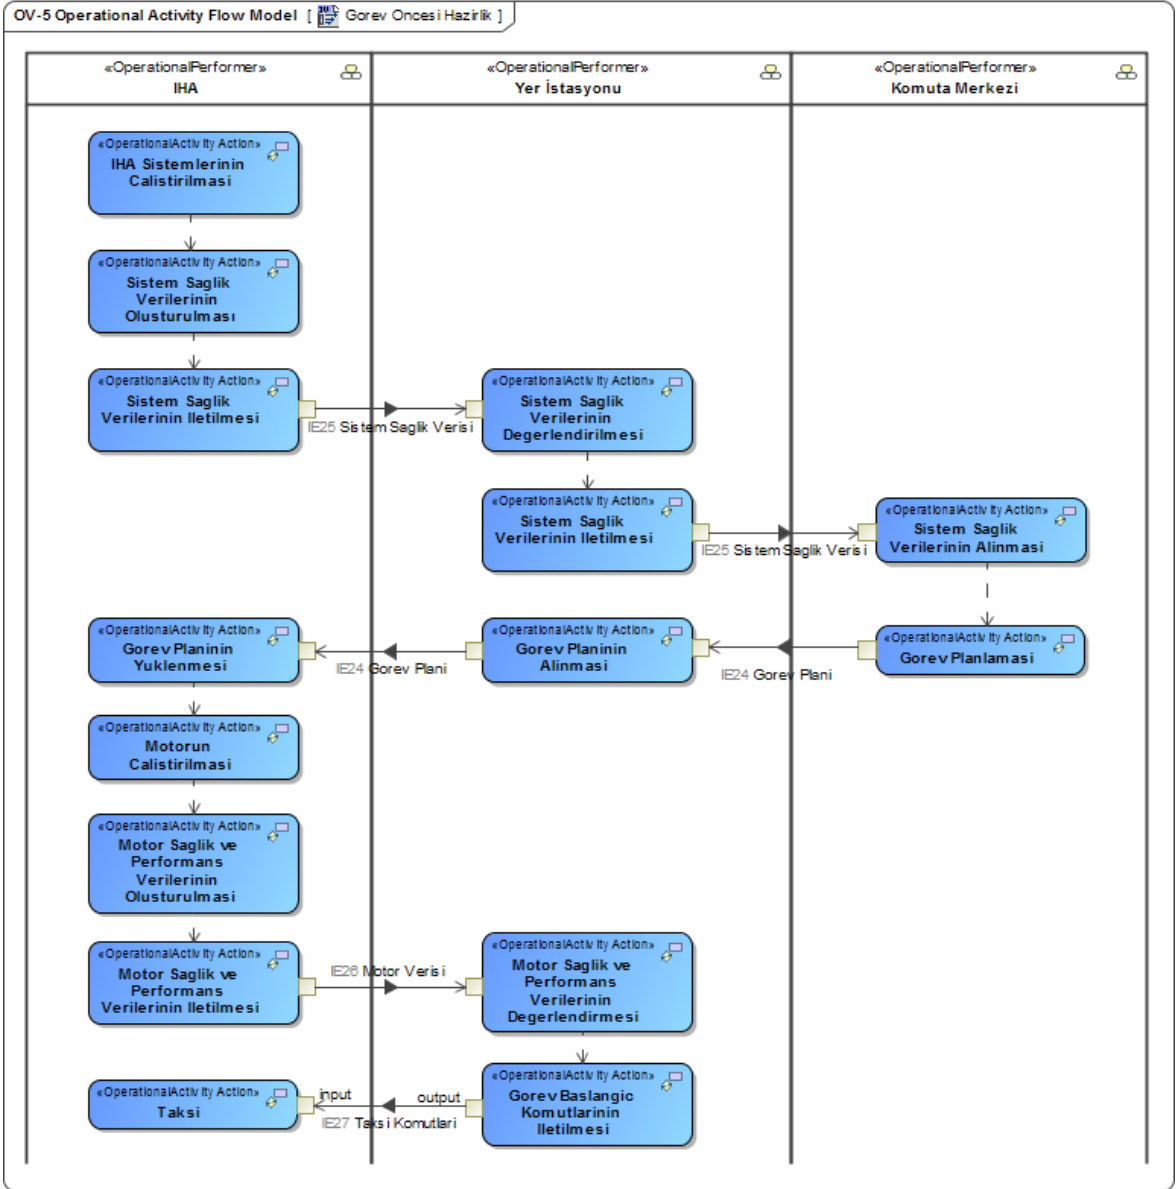 OV-5 Operational Activity Flow Model [ Gorev Oncesi Hazirlik ]
«OperationalPerformer»
IHA
«OperationalPerformer»
Yer İstasyonu
«OperationalPerformer»
Komuta Merkezi
«OperationalActivity Action»
IHA Sistemlerinin
Calistirilmasi
«OperationalActivity Action»
Sistem Saglik
Verilerinin
Olusturulması
«OperationalActivity Action»
Sistem Saglik
Verilerinin Iletilmesi
IE25 Sistem Saglik Verisi
«OperationalActivity Action»
Sistem Saglik
Verilerinin
Degerlendirilmesi
«OperationalActivity Action»
Sistem Saglik
Verilerinin Iletilmesi
IE25 Sistem Saglik Verisi
«OperationalActivity Action»
Sistem Saglik
Verilerinin Alinmasi
«OperationalActivity Action»
Gorev Planlamasi
IE24 Gorev Plani
«OperationalActivity Action»
Gorev Planinin
Alinmasi
IE24 Gorev Plani
«OperationalActivity Action»
Gorev Planinin
Yuklenmesi
«OperationalActivity Action»
Motorun
Calistirilmasi
«OperationalActivity Action»
Motor Saglik ve
Performans
Verilerinin
Olusturulmasi
«OperationalActivity Action»
Motor Saglik ve
Performans
Verilerinin Iletilmesi
IE26 Motor Verisi
«OperationalActivity Action»
Motor Saglik ve
Performans
Verilerinin
Degerlendirmesi
«OperationalActivity Action»
Gorev Baslangic
Komutlarinin
Iletilmesi
output
input
IE27 Taksi Komutlari
«OperationalActivity Action»
Taksi